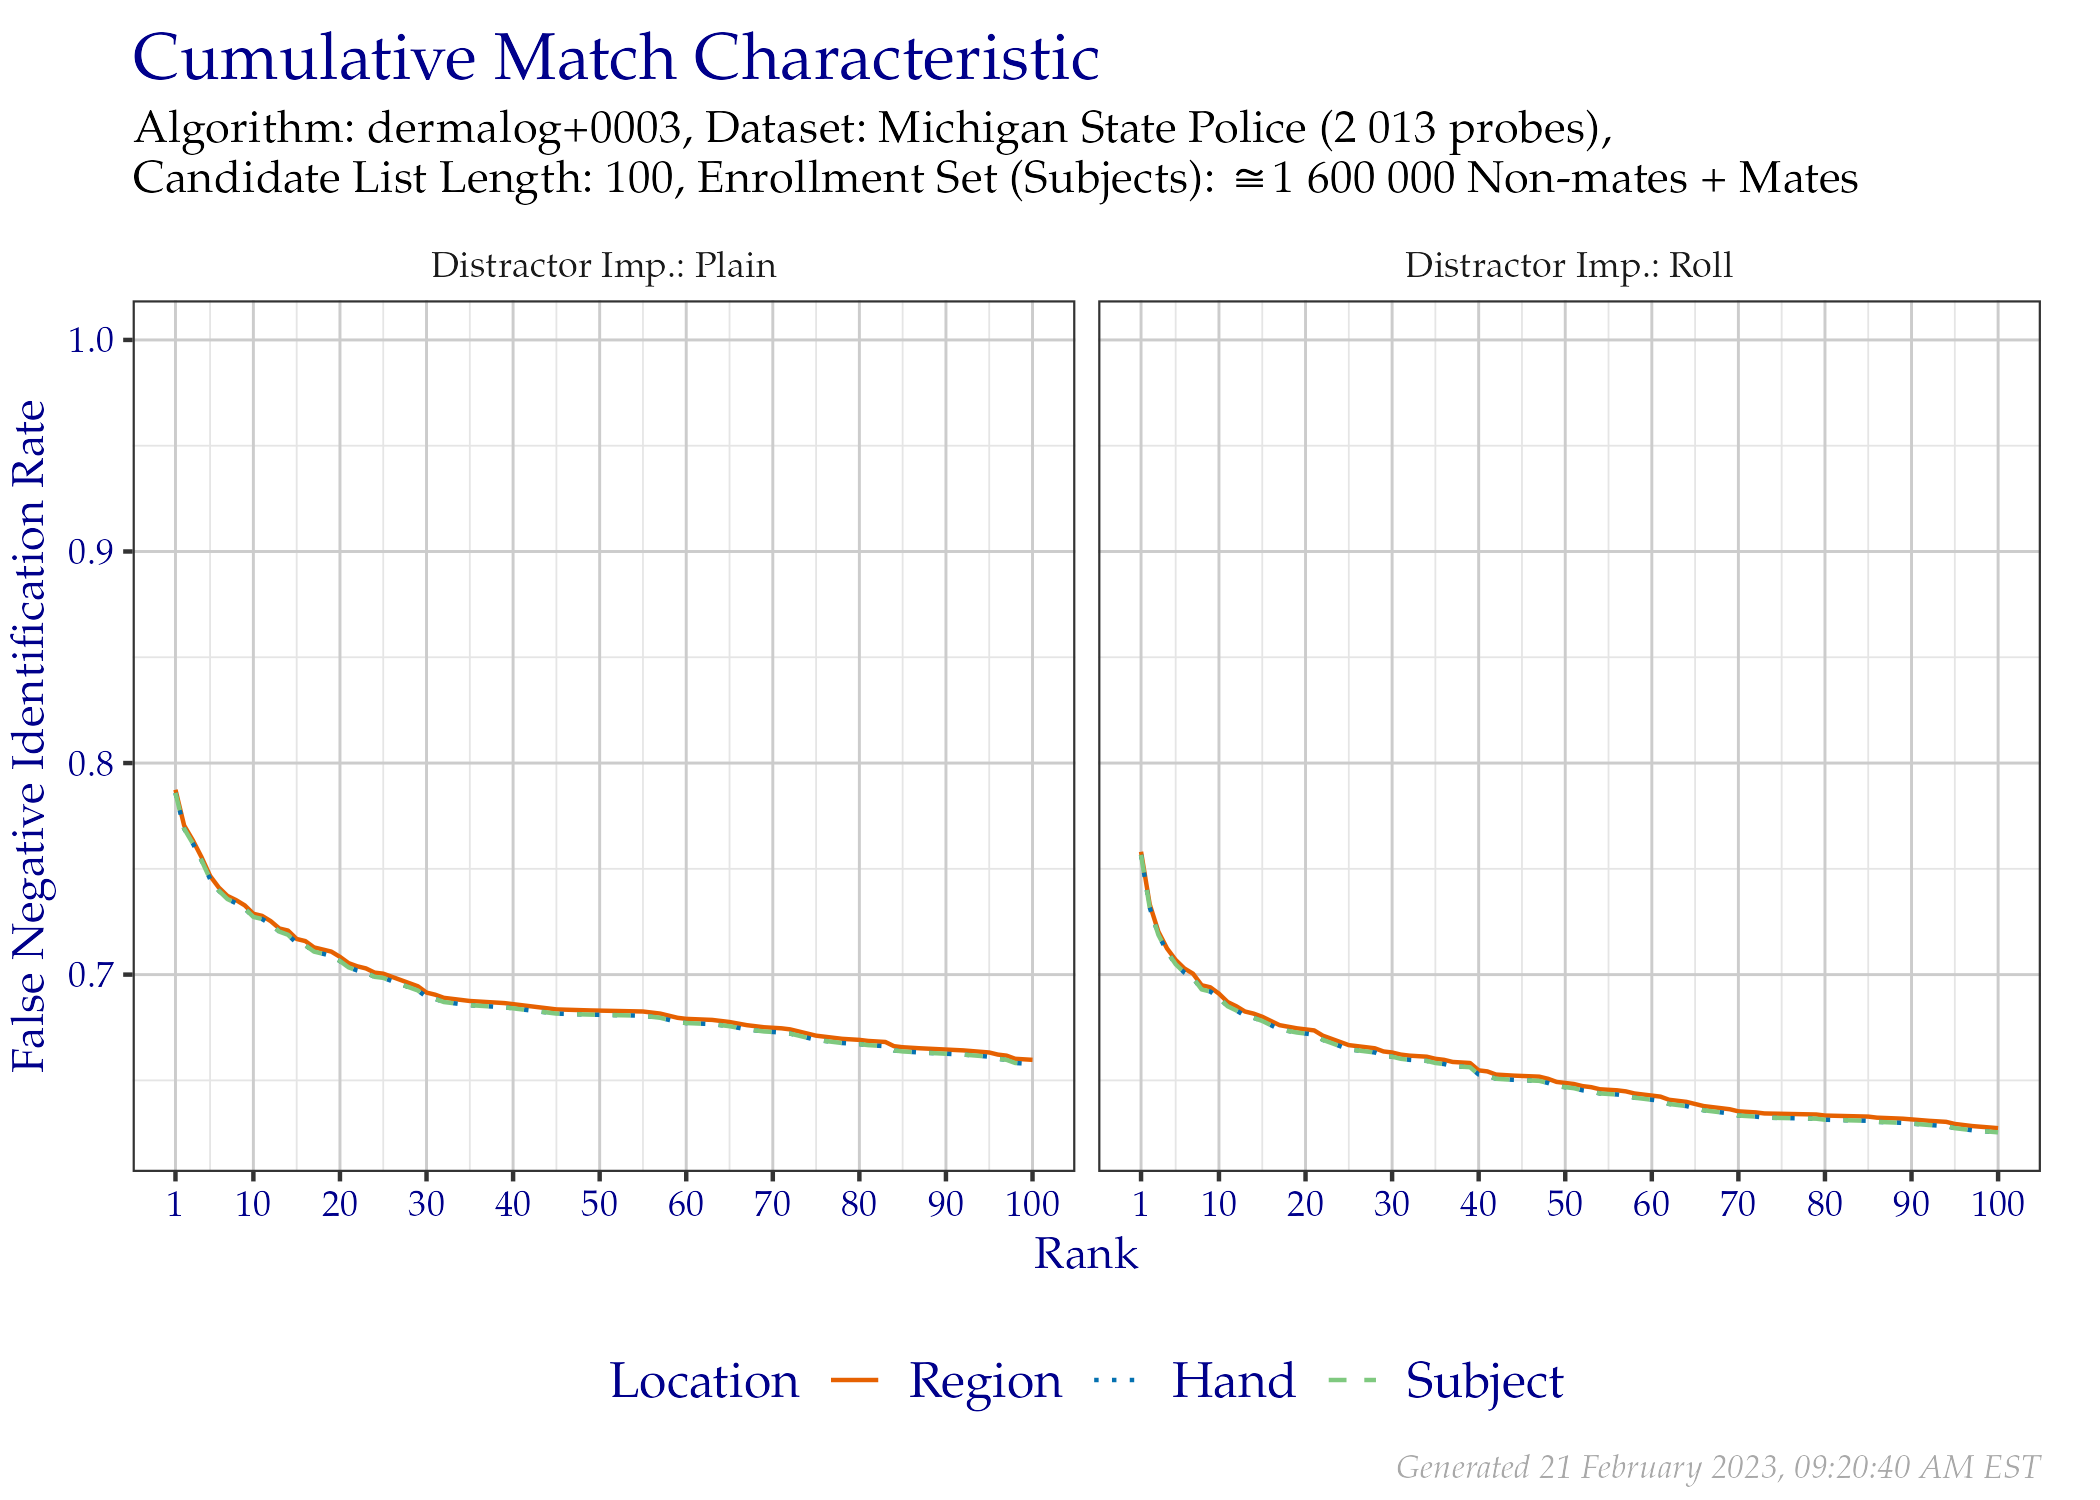 Cumulative Match Characteristic
Algorithm: dermalog+0003, Dataset: Michigan State Police (2 013 probes),
Candidate List Length: 100, Enrollment Set (Subjects): ≅1 600 000 Non-mates + Mates
Distractor Imp.: Plain
Distractor Imp.: Roll
False Negative Identification Rate
1.0
0.9
0.8
0.7
1 10 20 30 40 50 60 70 80 90 100
1 10 20 30 40 50 60 70 80 90 100
Rank
Location Region Hand Subject
Generated 21 February 2023, 09:20:40 AM EST